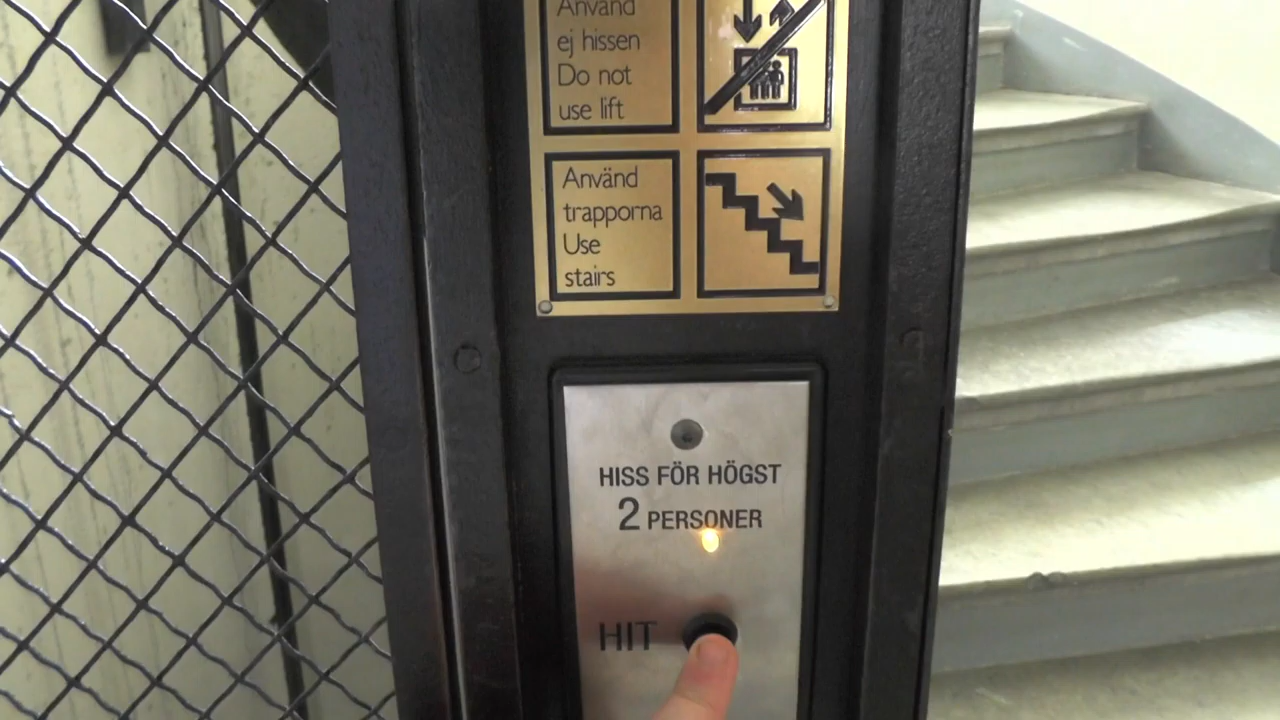 Använd
ej hissen
Do not
use lift
Använd
trapporna
Use
stairs
HISS FÖR HÖGST
2 PERSONER
HIT